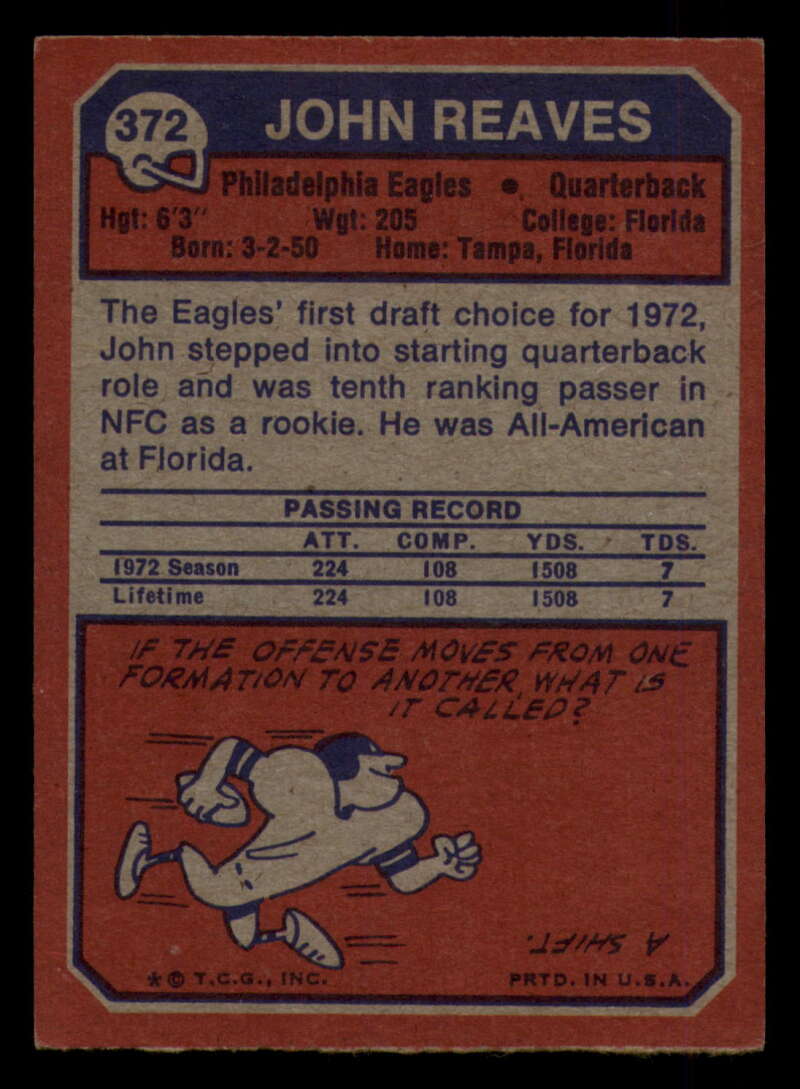 372
JOHN REAVES
Philadelphia Eagles • Quarterback
Hgt: 6'3" Wgt: 205 College: Florida
Born: 3-2-50 Home: Tampa, Florida
The Eagles' first draft choice for 1972,
John stepped into starting quarterback
role and was tenth ranking passer in
NFC as a rookie. He was All-American
at Florida.
PASSING RECORD
ATT. COMP. YDS. TDS.
1972 Season 224 108 1508 7
Lifetime 224 108 1508 7
IF THE OFFENSE MOVES FROM ONE
FORMATION TO ANOTHER, WHAT IS
IT CALLED?
A SHIFT.
* © T.C.G., INC. PRTD. IN U.S.A.